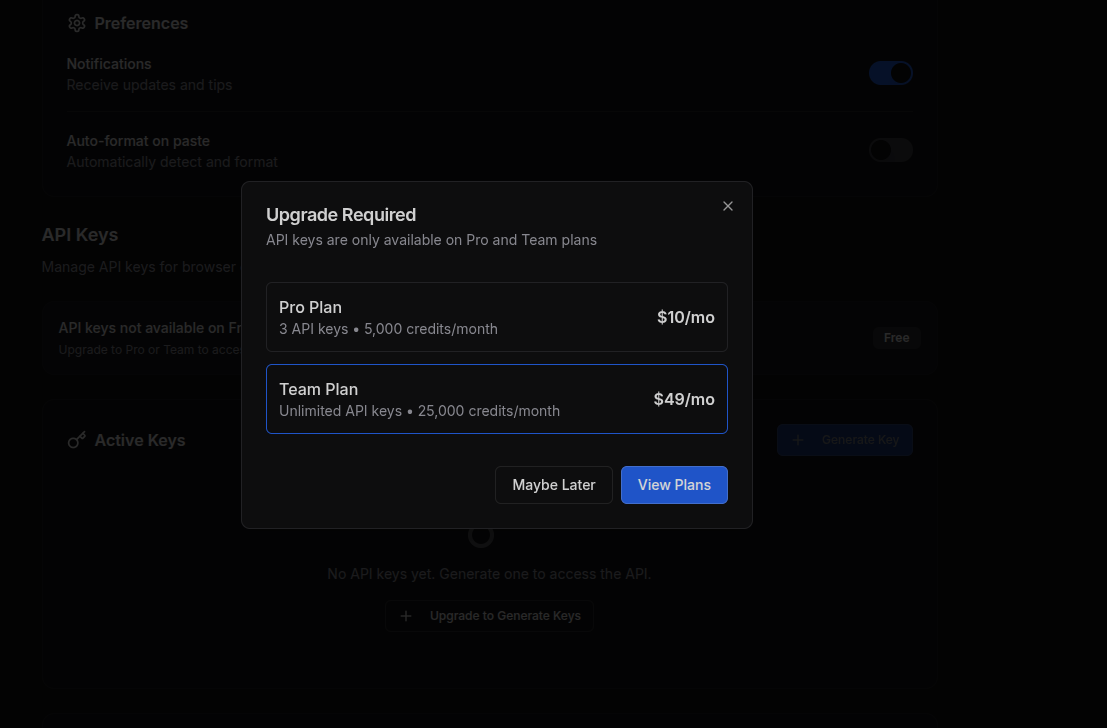 Preferences
Notifications
Receive updates and tips
Auto-format on paste
Automatically detect and format
Upgrade Required
API keys are only available on Pro and Team plans
API Keys
Manage API keys for browser
Pro Plan
3 API keys • 5,000 credits/month
$10/mo
API keys not available on Fr
Upgrade to Pro or Team to acce
Free
Team Plan
Unlimited API keys • 25,000 credits/month
$49/mo
Active Keys
Generate Key
Maybe Later
View Plans
No API keys yet. Generate one to access the API.
Upgrade to Generate Keys